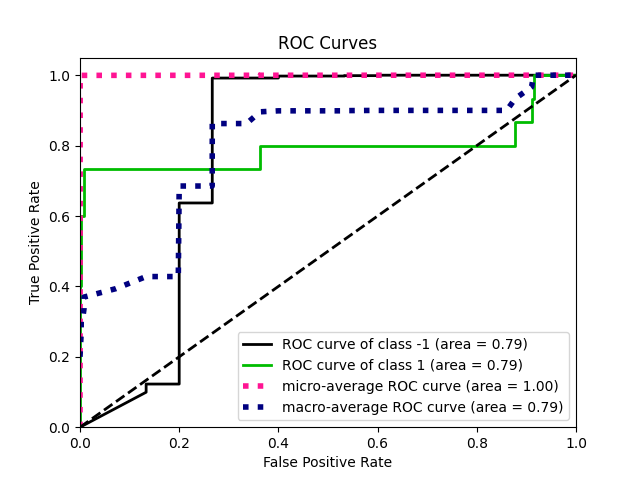 ROC Curves
1.0
0.8
0.6
0.4
0.2
0.0
True Positive Rate
ROC curve of class -1 (area = 0.79)
ROC curve of class 1 (area = 0.79)
micro-average ROC curve (area = 1.00)
macro-average ROC curve (area = 0.79)
0.0 0.2 0.4 0.6 0.8 1.0
False Positive Rate